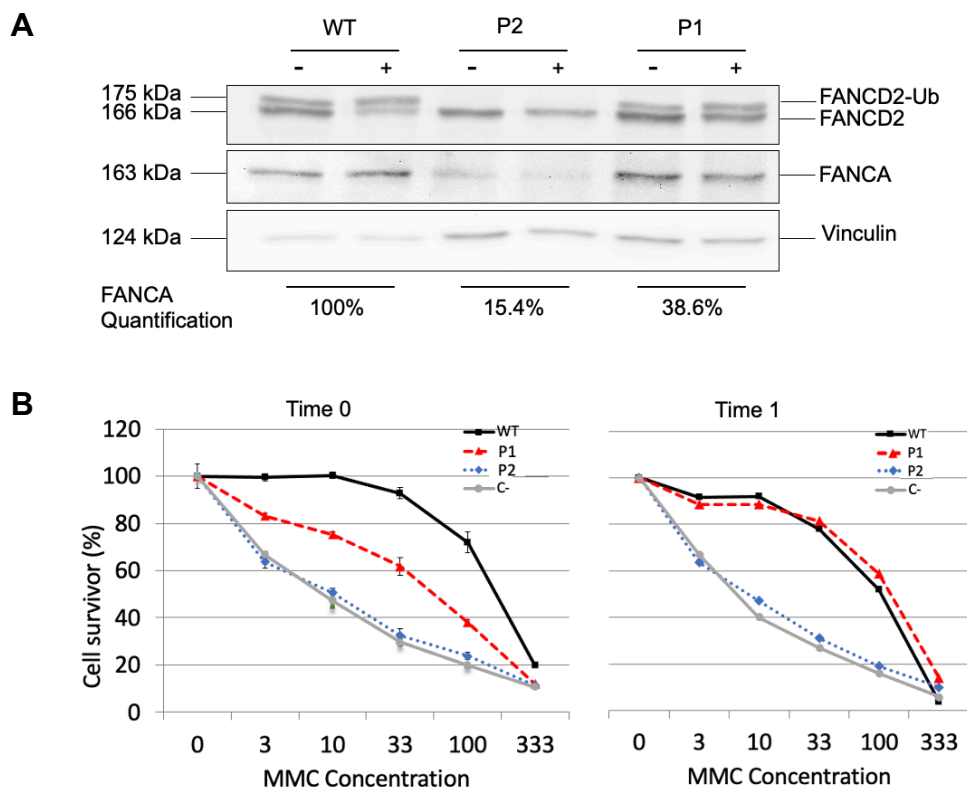 A
WT P2 P1
- + - + - +
175 kDa FANCD2-Ub
166 kDa FANCD2
163 kDa FANCA
124 kDa Vinculin
FANCA
Quantification
100% 15.4% 38.6%
B
Time 0 Time 1
WT
P1
P2
C-
WT
P1
P2
C-
Cell survivor (%)
120
100
80
60
40
20
0
0 3 10 33 100 333
MMC Concentration
0 3 10 33 100 333
MMC Concentration